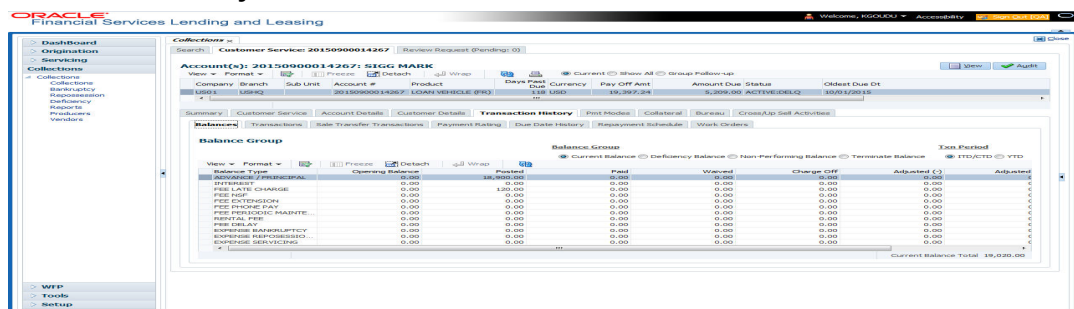 ORACLE
Financial Services Lending and Leasing
Welcome, KGOUDU Accessibility Sign Out [QA]
DashBoard
Origination
Servicing
Collections
Collections
Collections
Bankruptcy
Repossession
Deficiency
Reports
Producers
Vendors
WFP
Tools
Setup
Collections x Close
Search Customer Service: 20150900014267 Review Request (Pending: 0)
Account(s): 20150900014267: SIGG MARK View Audit
View Format Freeze Detach Wrap Current Show All Group Follow-up
Company Branch Sub Unit Account # Product Days Past Due Currency Pay Off Amt Amount Due Status Oldest Due Dt
US01 USHQ 20150900014267 LOAN VEHICLE (FR) 118 USD 19,397.24 5,209.00 ACTIVE:DELQ 10/01/2015
Summary Customer Service Account Details Customer Details Transaction History Pmt Modes Collateral Bureau Cross/Up Sell Activities
Balances Transactions Sale Transfer Transactions Payment Rating Due Date History Repayment Schedule Work Orders
Balance Group
Balance Group Txn Period
Current Balance Deficiency Balance Non-Performing Balance Terminate Balance ITD/CTD YTD
View Format Freeze Detach Wrap
Balance Type Opening Balance Posted Paid Waived Charge Off Adjusted (-) Adjusted
ADVANCE / PRINCIPAL 0.00 18,900.00 0.00 0.00 0.00 0.00
INTEREST 0.00 0.00 0.00 0.00 0.00 0.00
FEE LATE CHARGE 0.00 120.00 0.00 0.00 0.00 0.00
FEE NSF 0.00 0.00 0.00 0.00 0.00 0.00
FEE EXTENSION 0.00 0.00 0.00 0.00 0.00 0.00
FEE PHONE PAY 0.00 0.00 0.00 0.00 0.00 0.00
FEE PERIODIC MAINTE... 0.00 0.00 0.00 0.00 0.00 0.00
RENTAL FEE 0.00 0.00 0.00 0.00 0.00 0.00
FEE DELAY 0.00 0.00 0.00 0.00 0.00 0.00
EXPENSE BANKRUPTCY 0.00 0.00 0.00 0.00 0.00 0.00
EXPENSE REPOSESSIO... 0.00 0.00 0.00 0.00 0.00 0.00
EXPENSE SERVICING 0.00 0.00 0.00 0.00 0.00 0.00
Current Balance Total 19,020.00